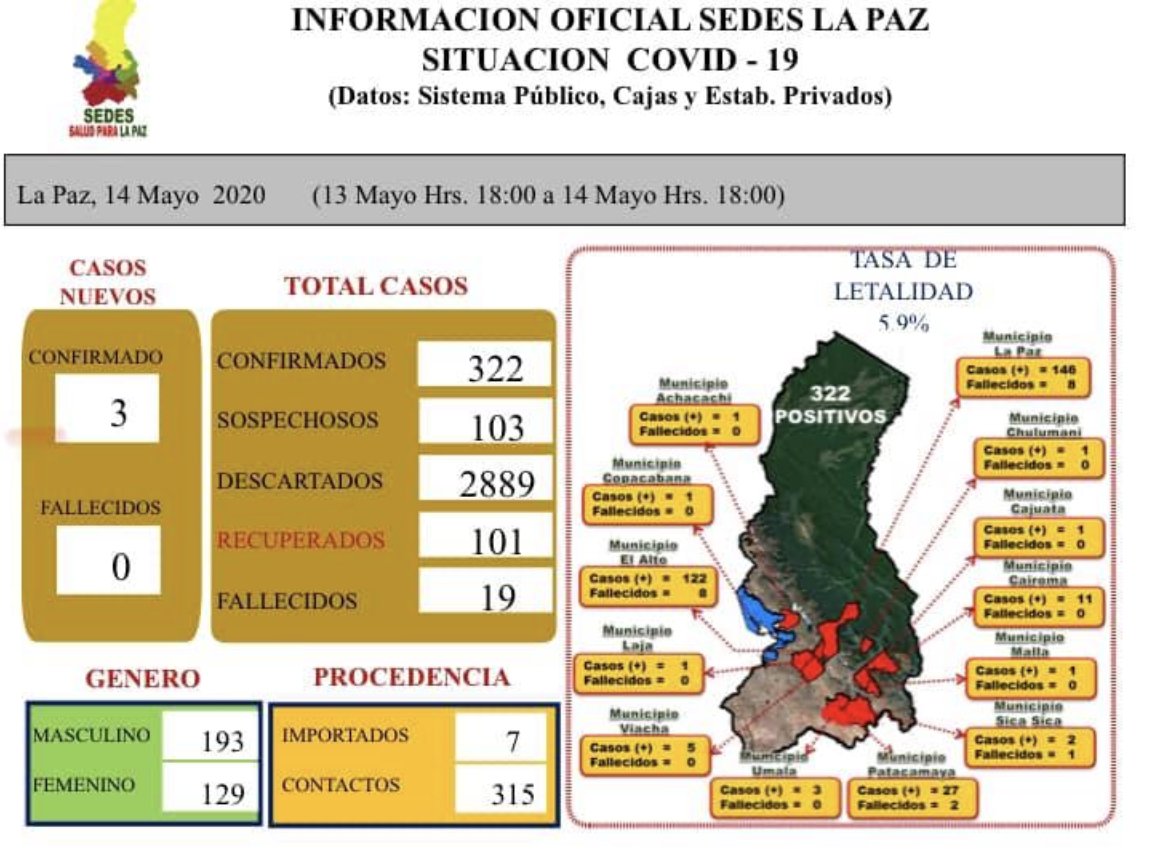 INFORMACION OFICIAL SEDES LA PAZ
SITUACION COVID - 19
(Datos: Sistema Público, Cajas y Estab. Privados)
SEDES
SALUD PARA LA PAZ
La Paz, 14 Mayo 2020 (13 Mayo Hrs. 18:00 a 14 Mayo Hrs. 18:00)
CASOS
NUEVOS
CONFIRMADO
3
FALLECIDOS
0
TOTAL CASOS
CONFIRMADOS 322
SOSPECHOSOS 103
DESCARTADOS 2889
RECUPERADOS 101
FALLECIDOS 19
GENERO
MASCULINO 193
FEMENINO 129
PROCEDENCIA
IMPORTADOS 7
CONTACTOS 315
TASA DE
LETALIDAD
5.9%
322
POSITIVOS
Municipio
Achacachi
Casos (+) = 1
Fallecidos = 0
Municipio
Copacabana
Casos (+) = 1
Fallecidos = 0
Municipio
El Alto
Casos (+) = 122
Fallecidos = 8
Municipio
Laja
Casos (+) = 1
Fallecidos = 0
Municipio
Viacha
Casos (+) = 5
Fallecidos = 0
Municipio
Umala
Casos (+) = 3
Fallecidos = 0
Municipio
Patacamaya
Casos (+) = 27
Fallecidos = 2
Municipio
La Paz
Casos (+) = 146
Fallecidos = 8
Municipio
Chulumani
Casos (+) = 1
Fallecidos = 0
Municipio
Cajuata
Casos (+) = 1
Fallecidos = 0
Municipio
Cairoma
Casos (+) = 11
Fallecidos = 0
Municipio
Malla
Casos (+) = 1
Fallecidos = 0
Municipio
Sica Sica
Casos (+) = 2
Fallecidos = 1